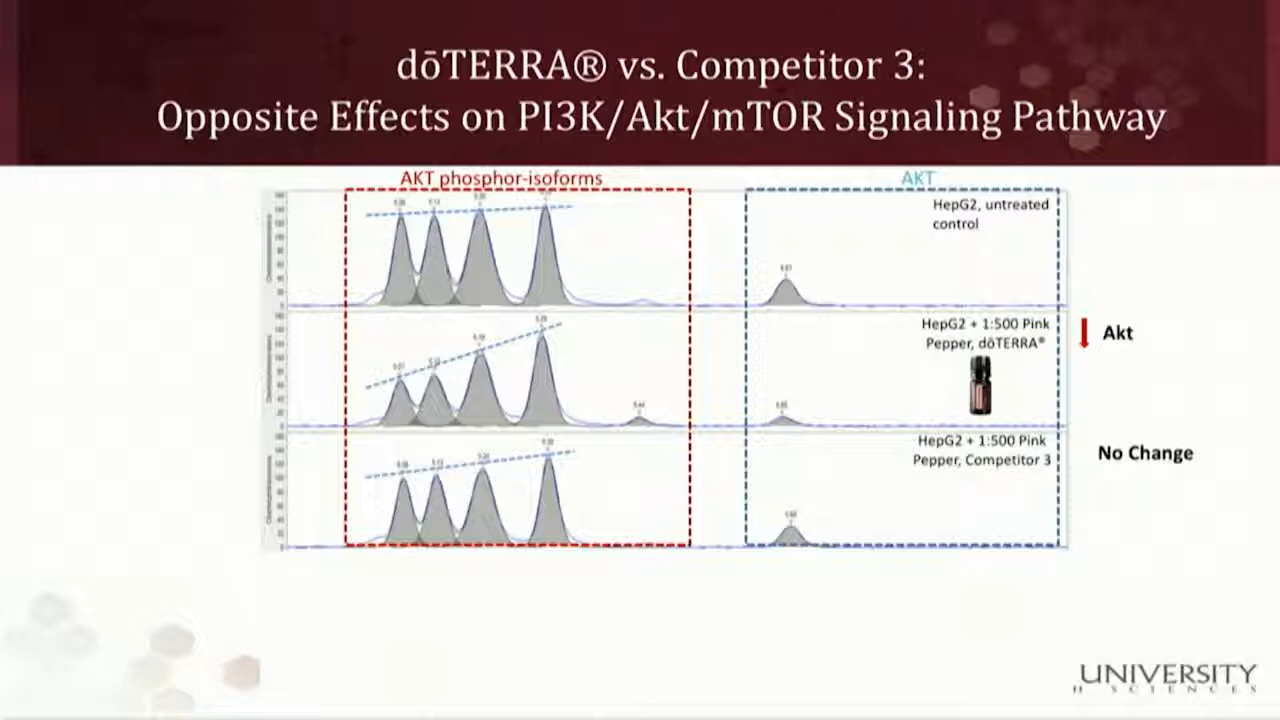 dōTERRA® vs. Competitor 3:
Opposite Effects on PI3K/Akt/mTOR Signaling Pathway
AKT phosphor-isoforms
AKT
HepG2, untreated
control
HepG2 + 1:500 Pink
Pepper, dōTERRA®
Akt
HepG2 + 1:500 Pink
Pepper, Competitor 3
No Change
UNIVERSITY
H SCIENCES